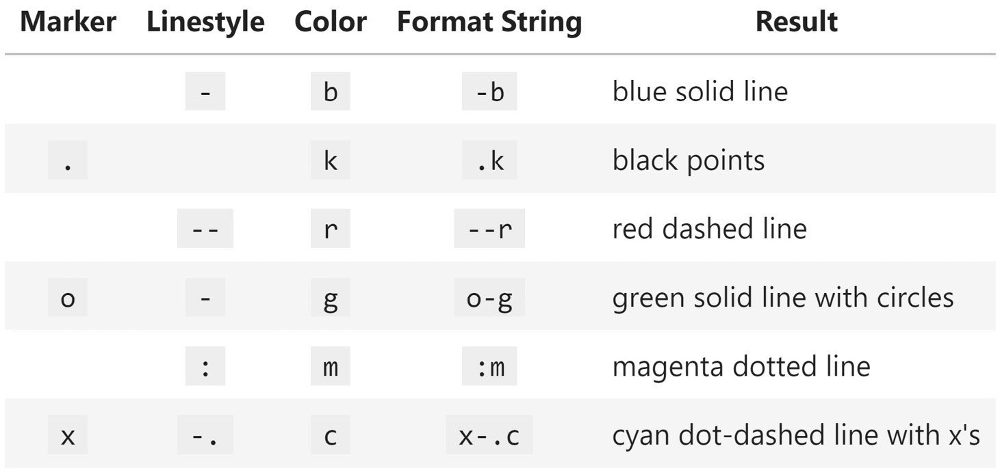 Marker Linestyle Color Format String Result
- b -b blue solid line
. k .k black points
-- r --r red dashed line
o - g o-g green solid line with circles
: m :m magenta dotted line
x -. c x-.c cyan dot-dashed line with x's